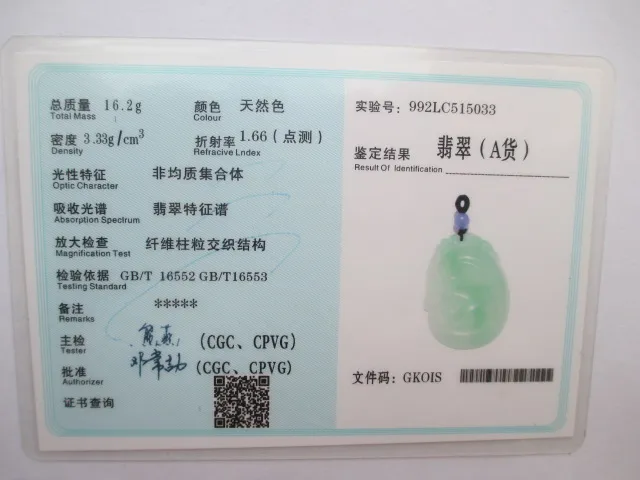 总质量 16.2g 颜色 天然色
Total Mass Colour
密度 3.33g/cm³ 折射率 1.66（点测）
Density Refracive Lndex
光性特征 非均质集合体
Optic Character
吸收光谱 翡翠特征谱
Absorption Spectrum
放大检查 纤维柱粒交织结构
Magnification Test
检验依据 GB/T 16552 GB/T16553
Testing Standard
备注 *****
Remarks
主检 (CGC、CPVG)
Tester
批准 邓常劼 (CGC、CPVG)
Authorizer
证书查询
实验号: 992LC515033
鉴定结果 翡翠（A货）
Result Of Identification
文件码: GKOIS